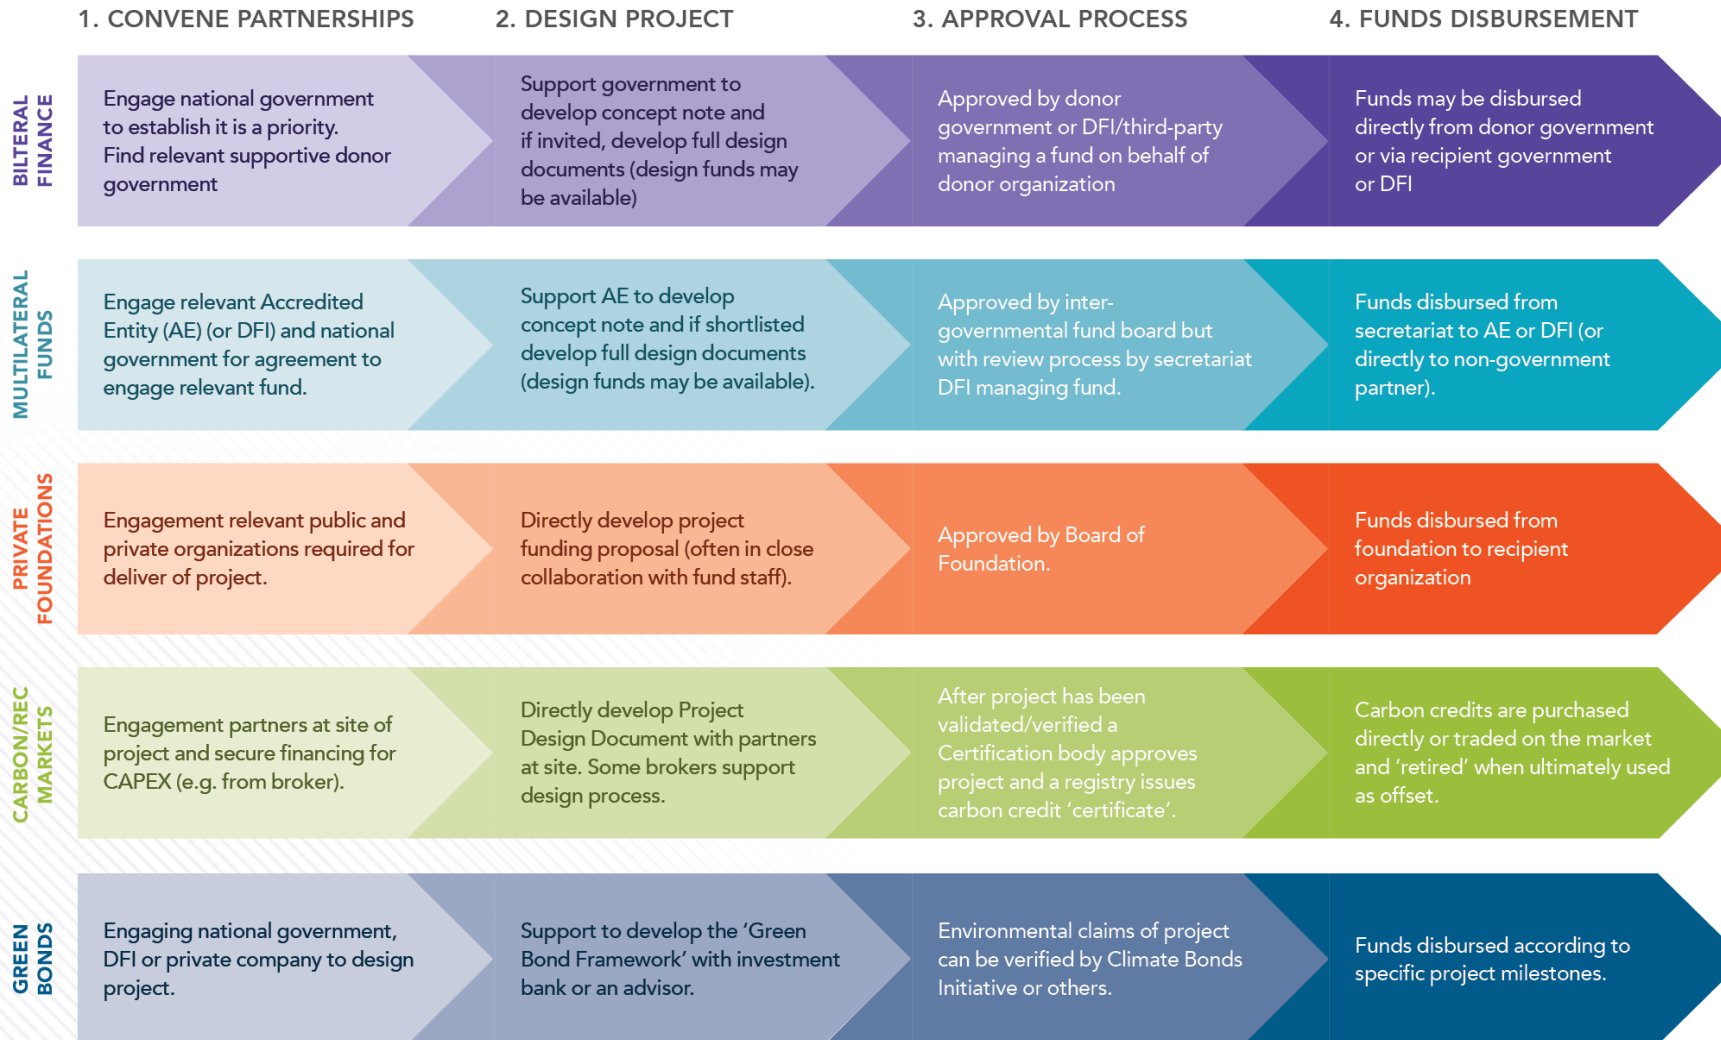 1. CONVENE PARTNERSHIPS
2. DESIGN PROJECT
3. APPROVAL PROCESS
4. FUNDS DISBURSEMENT
BILTERAL
FINANCE
Engage national government
to establish it is a priority.
Find relevant supportive donor
government
Support government to
develop concept note and
if invited, develop full design
documents (design funds may
be available)
Approved by donor
government or DFI/third-party
managing a fund on behalf of
donor organization
Funds may be disbursed
directly from donor government
or via recipient government
or DFI
MULTILATERAL
FUNDS
Engage relevant Accredited
Entity (AE) (or DFI) and national
government for agreement to
engage relevant fund.
Support AE to develop
concept note and if shortlisted
develop full design documents
(design funds may be available).
Approved by inter-
governmental fund board but
with review process by secretariat
DFI managing fund.
Funds disbursed from
secretariat to AE or DFI (or
directly to non-government
partner).
PRIVATE
FOUNDATIONS
Engagement relevant public and
private organizations required for
deliver of project.
Directly develop project
funding proposal (often in close
collaboration with fund staff).
Approved by Board of
Foundation.
Funds disbursed from
foundation to recipient
organization
CARBON/REC
MARKETS
Engagement partners at site of
project and secure financing for
CAPEX (e.g. from broker).
Directly develop Project
Design Document with partners
at site. Some brokers support
design process.
After project has been
validated/verified a
Certification body approves
project and a registry issues
carbon credit ‘certificate’.
Carbon credits are purchased
directly or traded on the market
and ‘retired’ when ultimately used
as offset.
GREEN
BONDS
Engaging national government,
DFI or private company to design
project.
Support to develop the ‘Green
Bond Framework’ with investment
bank or an advisor.
Environmental claims of project
can be verified by Climate Bonds
Initiative or others.
Funds disbursed according to
specific project milestones.